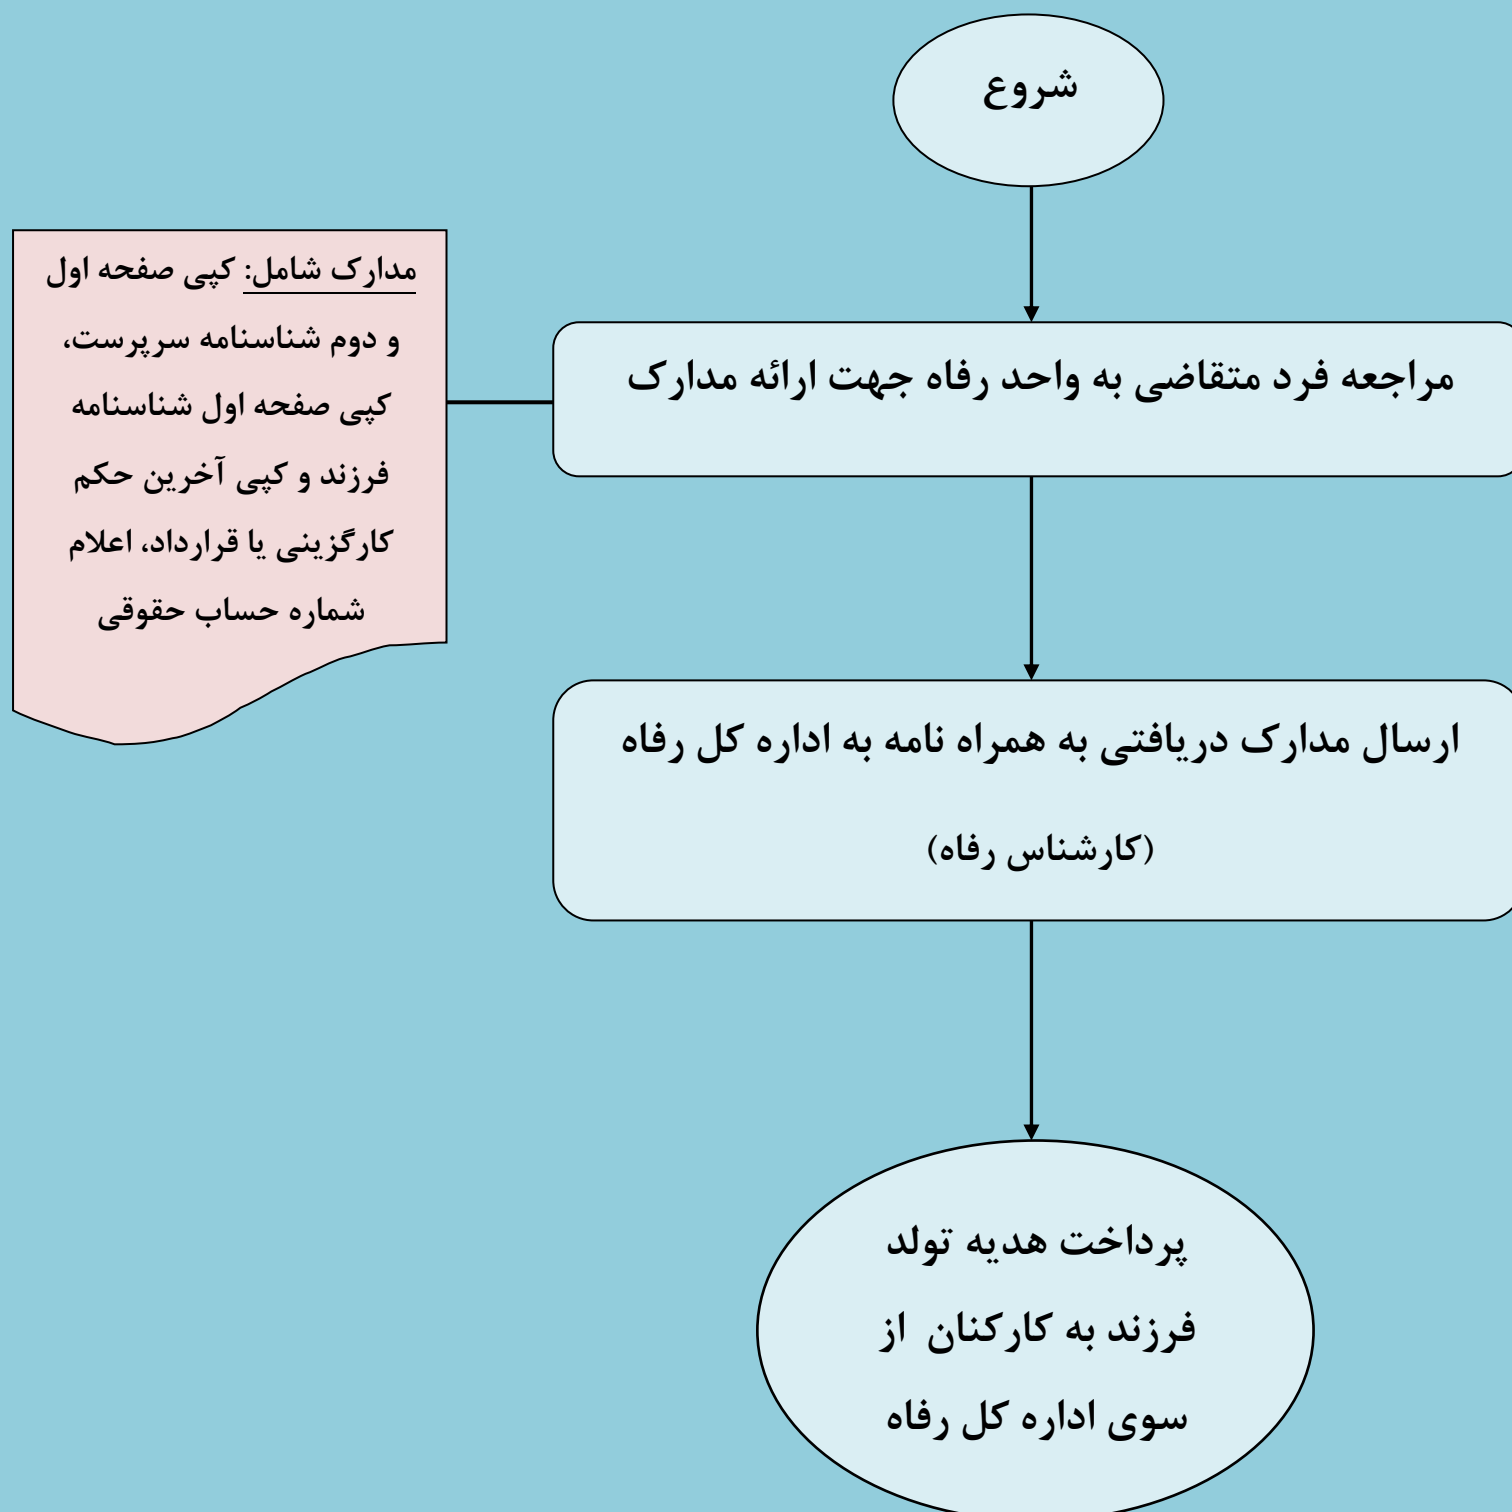 شروع
مراجعه فرد متقاضی به واحد رفاه جهت ارائه مدارک
مدارک شامل: کپی صفحه اول
و دوم شناسنامه سرپرست،
کپی صفحه اول شناسنامه
فرزند و کپی آخرین حکم
کارگزینی یا قرارداد، اعلام
شماره حساب حقوقی
ارسال مدارک دریافتی به همراه نامه به اداره کل رفاه
(کارشناس رفاه)
پرداخت هدیه تولد
فرزند به کارکنان از
سوی اداره کل رفاه